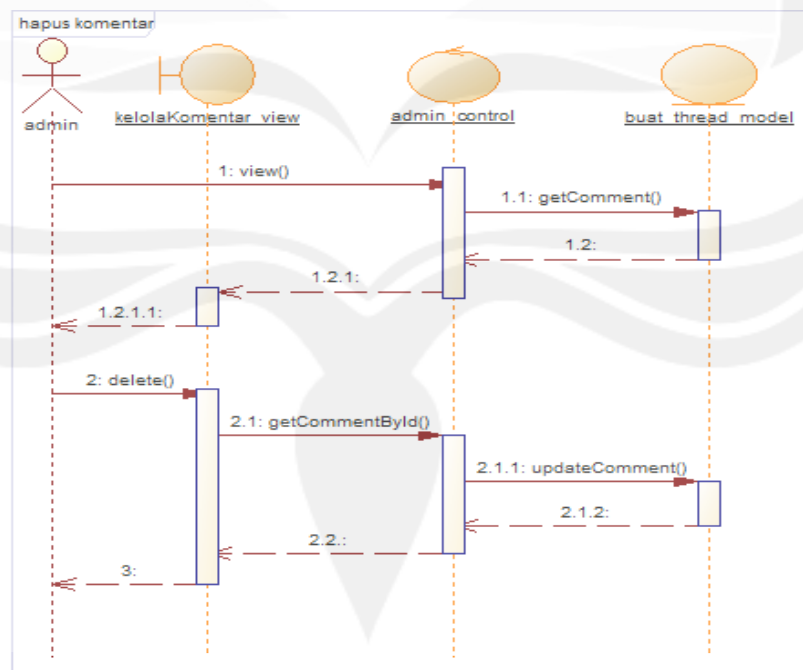 hapus komentar
admin
kelolaKomentar_view
admin_control
buat_thread_model
1: view()
1.1: getComment()
1.2:
1.2.1:
1.2.1.1:
2: delete()
2.1: getCommentById()
2.1.1: updateComment()
2.1.2:
2.2.:
3: